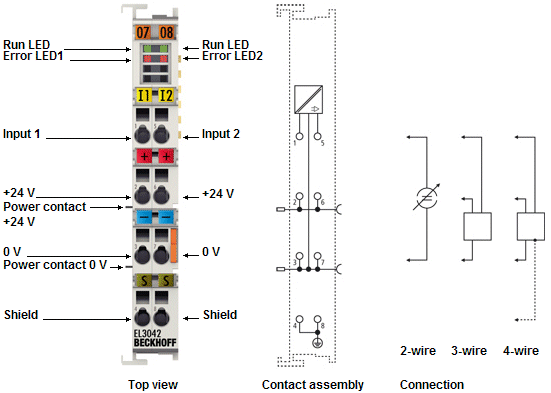 07 08
Run LED
Run LED
Error LED1
Error LED2
I1 I2
Input 1
Input 2
+ +
+24 V
+24 V
Power contact
+24 V
− −
0 V
0 V
Power contact 0 V
S S
Shield
Shield
EL3042
BECKHOFF
Top view
1 5
2 6
3 7
4 8
Contact assembly
2-wire 3-wire 4-wire
Connection